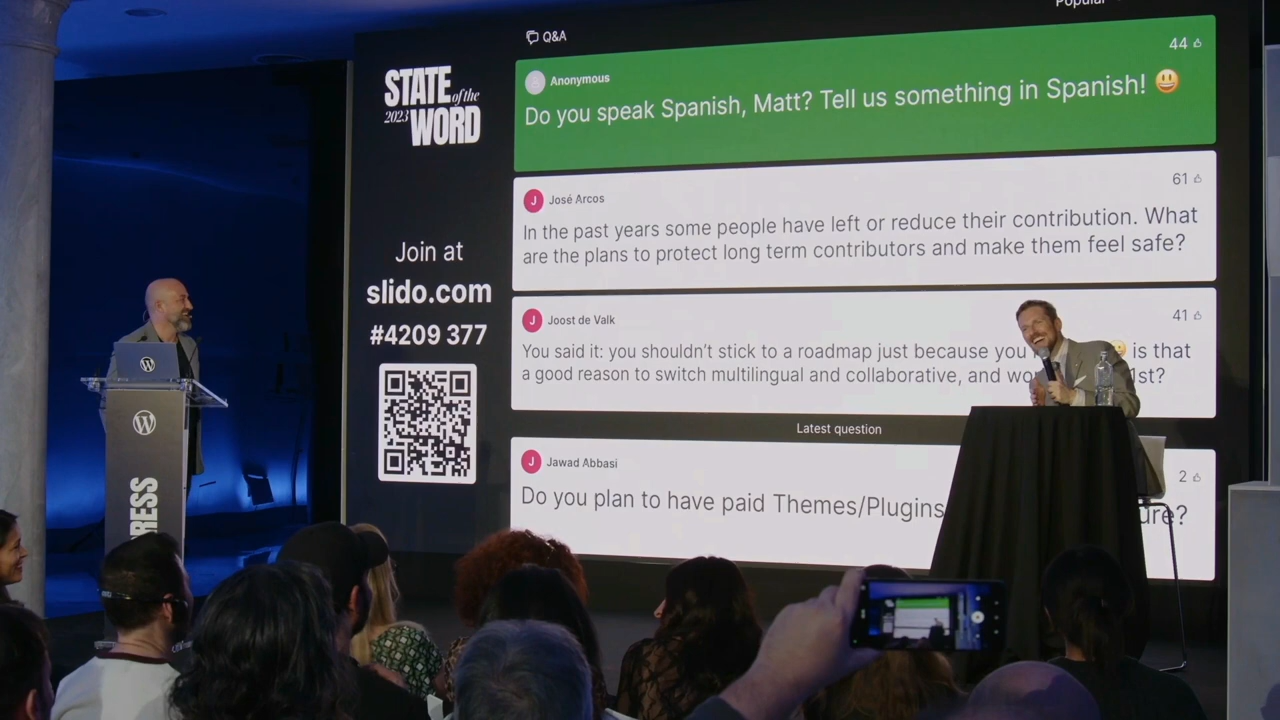 Popular
Q&A
STATE
of the
2023
WORD
Join at
slido.com
#4209 377
Anonymous
44
Do you speak Spanish, Matt? Tell us something in Spanish! 😃
José Arcos
61
In the past years some people have left or reduce their contribution. What
are the plans to protect long term contributors and make them feel safe?
Joost de Valk
41
You said it: you shouldn't stick to a roadmap just because you is that
a good reason to switch multilingual and collaborative, and 1st?
Latest question
Jawad Abbasi
2
Do you plan to have paid Themes/Plugins
J
J
J
W
W
RESS